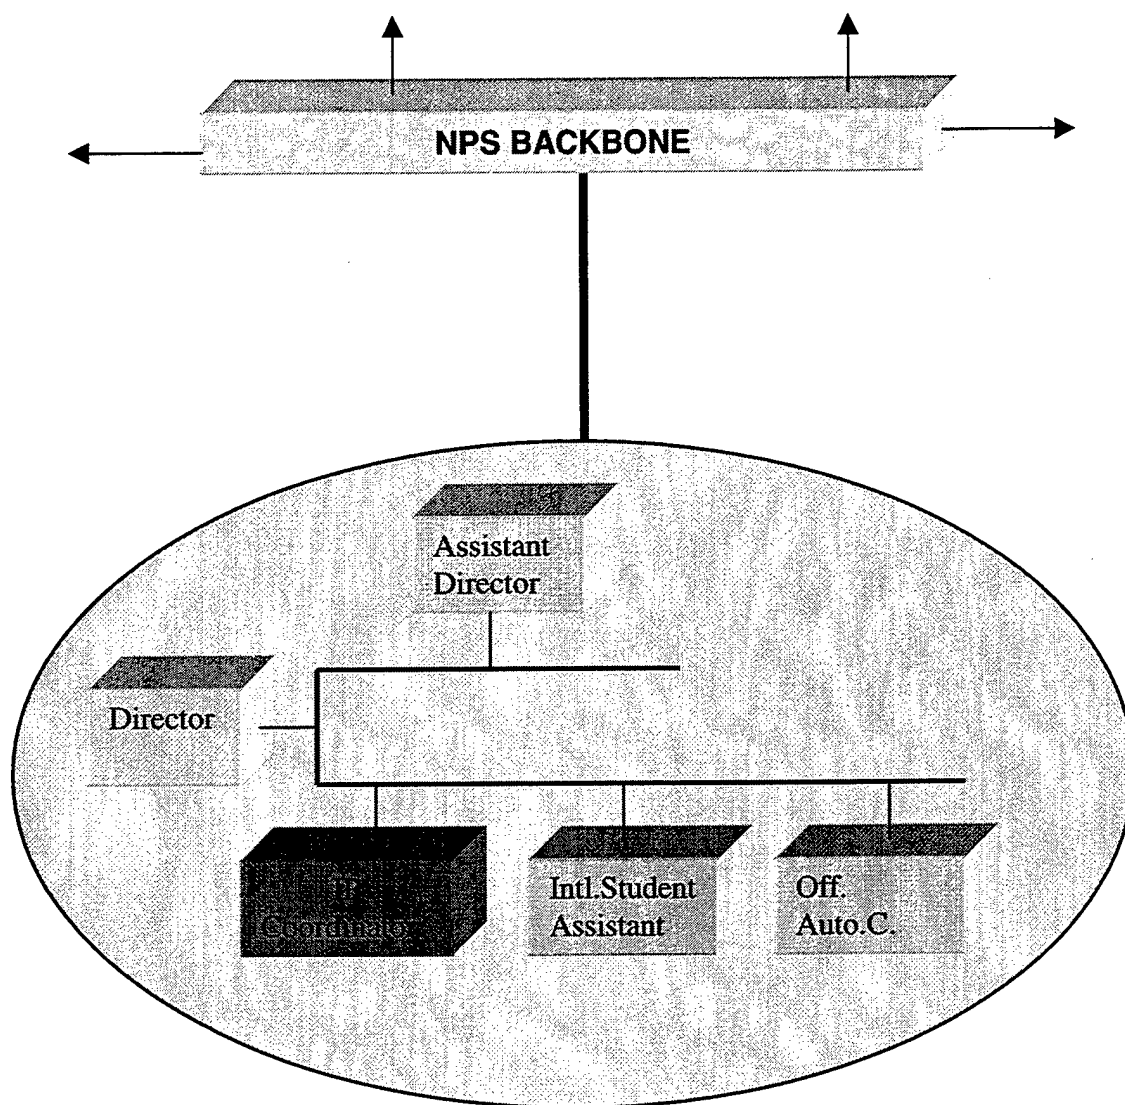 NPS BACKBONE
Assistant
Director
Director
Coordinator
Intl.Student
Assistant
Off.
Auto.C.